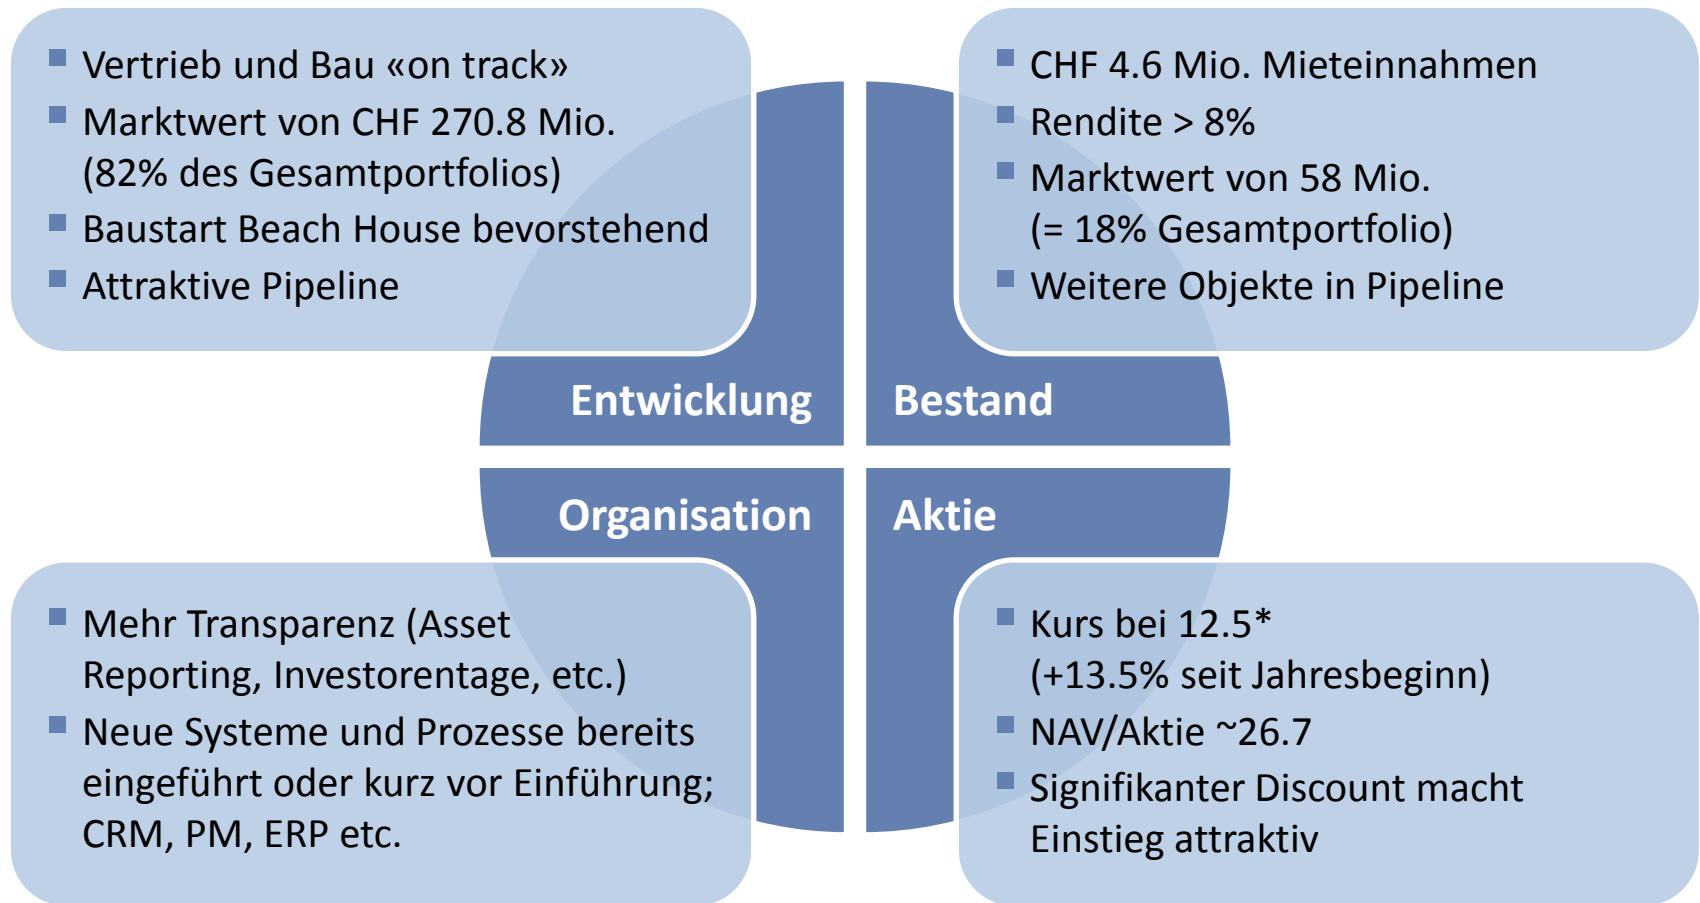 Vertrieb und Bau «on track»
Marktwert von CHF 270.8 Mio.
(82% des Gesamtportfolios)
Baustart Beach House bevorstehend
Attraktive Pipeline
CHF 4.6 Mio. Mieteinnahmen
Rendite > 8%
Marktwert von 58 Mio.
(= 18% Gesamtportfolio)
Weitere Objekte in Pipeline
Entwicklung
Bestand
Organisation
Aktie
Mehr Transparenz (Asset
Reporting, Investorentage, etc.)
Neue Systeme und Prozesse bereits
eingeführt oder kurz vor Einführung;
CRM, PM, ERP etc.
Kurs bei 12.5*
(+13.5% seit Jahresbeginn)
NAV/Aktie ~26.7
Signifikanter Discount macht
Einstieg attraktiv